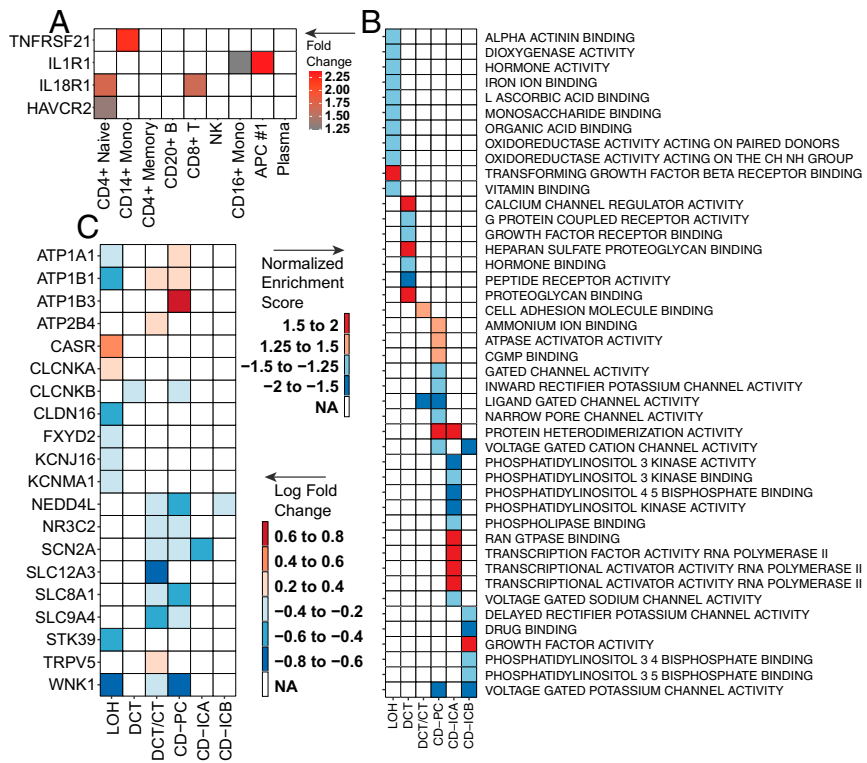 A
TNFRSF21
IL1R1
IL18R1
HAVCR2
CD4+ Naive
CD14+ Mono
CD4+ Memory
CD20+ B
CD8+ T
NK
CD16+ Mono
APC #1
Plasma
Fold
Change
2.25
2.00
1.75
1.50
1.25
B
ALPHA ACTININ BINDING
DIOXYGENASE ACTIVITY
HORMONE ACTIVITY
IRON ION BINDING
L ASCORBIC ACID BINDING
MONOSACCHARIDE BINDING
ORGANIC ACID BINDING
OXIDOREDUCTASE ACTIVITY ACTING ON PAIRED DONORS
OXIDOREDUCTASE ACTIVITY ACTING ON THE CH NH GROUP
TRANSFORMING GROWTH FACTOR BETA RECEPTOR BINDING
VITAMIN BINDING
CALCIUM CHANNEL REGULATOR ACTIVITY
G PROTEIN COUPLED RECEPTOR ACTIVITY
GROWTH FACTOR RECEPTOR BINDING
HEPARAN SULFATE PROTEOGLYCAN BINDING
HORMONE BINDING
PEPTIDE RECEPTOR ACTIVITY
PROTEOGLYCAN BINDING
CELL ADHESION MOLECULE BINDING
AMMONIUM ION BINDING
ATPASE ACTIVATOR ACTIVITY
CGMP BINDING
GATED CHANNEL ACTIVITY
INWARD RECTIFIER POTASSIUM CHANNEL ACTIVITY
LIGAND GATED CHANNEL ACTIVITY
NARROW PORE CHANNEL ACTIVITY
PROTEIN HETERODIMERIZATION ACTIVITY
VOLTAGE GATED CATION CHANNEL ACTIVITY
PHOSPHATIDYLINOSITOL 3 KINASE ACTIVITY
PHOSPHATIDYLINOSITOL 3 KINASE BINDING
PHOSPHATIDYLINOSITOL 4 5 BISPHOSPHATE BINDING
PHOSPHATIDYLINOSITOL KINASE ACTIVITY
PHOSPHOLIPASE BINDING
RAN GTPASE BINDING
TRANSCRIPTION FACTOR ACTIVITY RNA POLYMERASE II
TRANSCRIPTIONAL ACTIVATOR ACTIVITY RNA POLYMERASE II
TRANSCRIPTIONAL ACTIVATOR ACTIVITY RNA POLYMERASE II
VOLTAGE GATED SODIUM CHANNEL ACTIVITY
DELAYED RECTIFIER POTASSIUM CHANNEL ACTIVITY
DRUG BINDING
GROWTH FACTOR ACTIVITY
PHOSPHATIDYLINOSITOL 3 4 BISPHOSPHATE BINDING
PHOSPHATIDYLINOSITOL 3 5 BISPHOSPHATE BINDING
VOLTAGE GATED POTASSIUM CHANNEL ACTIVITY
LOH
DCT
DCT/CT
CD−PC
CD−ICA
CD−ICB
Normalized
Enrichment
Score
1.5 to 2
1.25 to 1.5
−1.5 to −1.25
−2 to −1.5
NA
C
ATP1A1
ATP1B1
ATP1B3
ATP2B4
CASR
CLCNKA
CLCNKB
CLDN16
FXYD2
KCNJ16
KCNMA1
NEDD4L
NR3C2
SCN2A
SLC12A3
SLC8A1
SLC9A4
STK39
TRPV5
WNK1
LOH
DCT
DCT/CT
CD−PC
CD−ICA
CD−ICB
Log Fold
Change
0.6 to 0.8
0.4 to 0.6
0.2 to 0.4
−0.4 to −0.2
−0.6 to −0.4
−0.8 to −0.6
NA